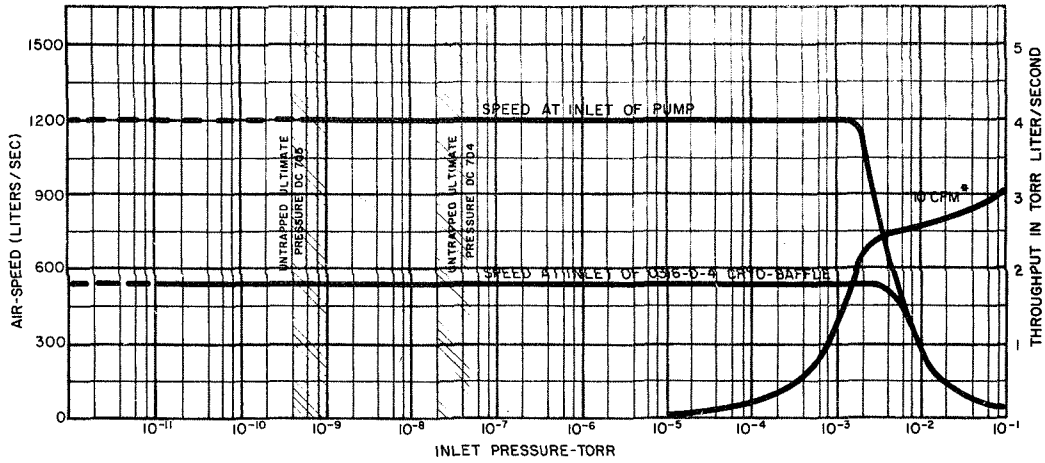 1500
1200
900
600
300
0
AIR-SPEED (LITERS/SEC)
SPEED AT INLET OF PUMP
UNTRAPPED ULTIMATE
PRESSURE DC 705
UNTRAPPED ULTIMATE
PRESSURE DC 704
10 CFM*
SPEED AT INLET OF 0316-D-4 CRYO-BAFFLE
5
4
3
2
1
THROUGHPUT IN TORR LITER/SECOND
10-11
10-10
10-9
10-8
10-7
10-6
10-5
10-4
10-3
10-2
10-1
INLET PRESSURE-TORR